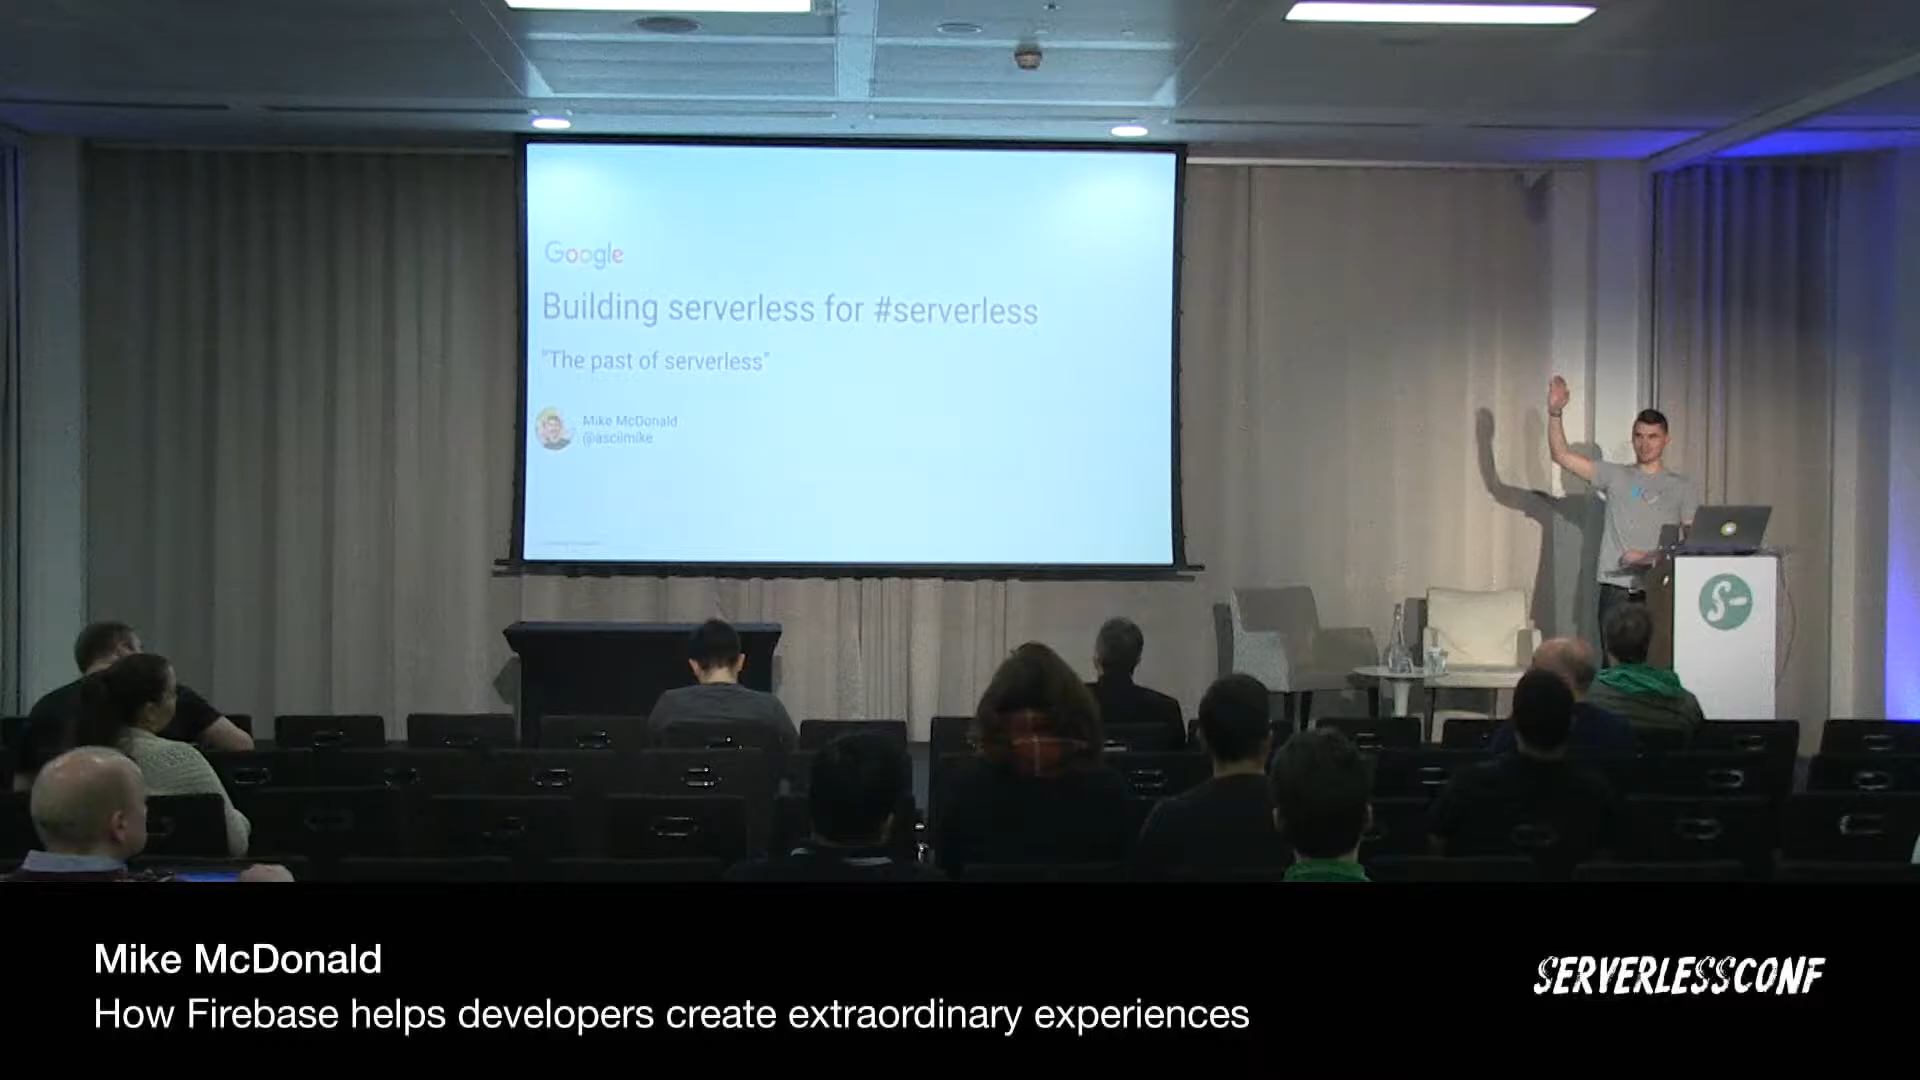 Google
Building serverless for #serverless
"The past of serverless"
Mike McDonald
@asciimike
S-
Mike McDonald
How Firebase helps developers create extraordinary experiences
SERVERLESSCONF